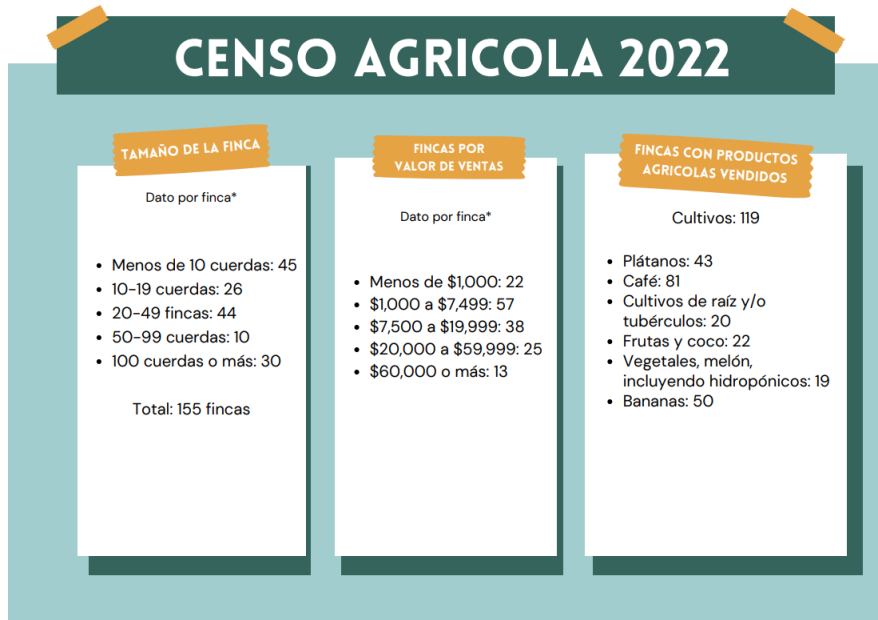 CENSO AGRICOLA 2022
TAMAÑO DE LA FINCA
Dato por finca*
• Menos de 10 cuerdas: 45
• 10-19 cuerdas: 26
• 20-49 fincas: 44
• 50-99 cuerdas: 10
• 100 cuerdas o más: 30
Total: 155 fincas
FINCAS POR
VALOR DE VENTAS
Dato por finca*
• Menos de $1,000: 22
• $1,000 a $7,499: 57
• $7,500 a $19,999: 38
• $20,000 a $59,999: 25
• $60,000 o más: 13
FINCAS CON PRODUCTOS
AGRICOLAS VENDIDOS
Cultivos: 119
• Plátanos: 43
• Café: 81
• Cultivos de raíz y/o
tubérculos: 20
• Frutas y coco: 22
• Vegetales, melón,
incluyendo hidropónicos: 19
• Bananas: 50